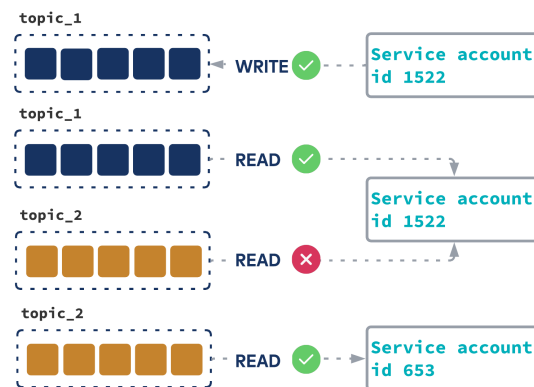 topic_1
WRITE
Service account
id 1522
topic_1
READ
Service account
id 1522
topic_2
READ
topic_2
READ
Service account
id 653